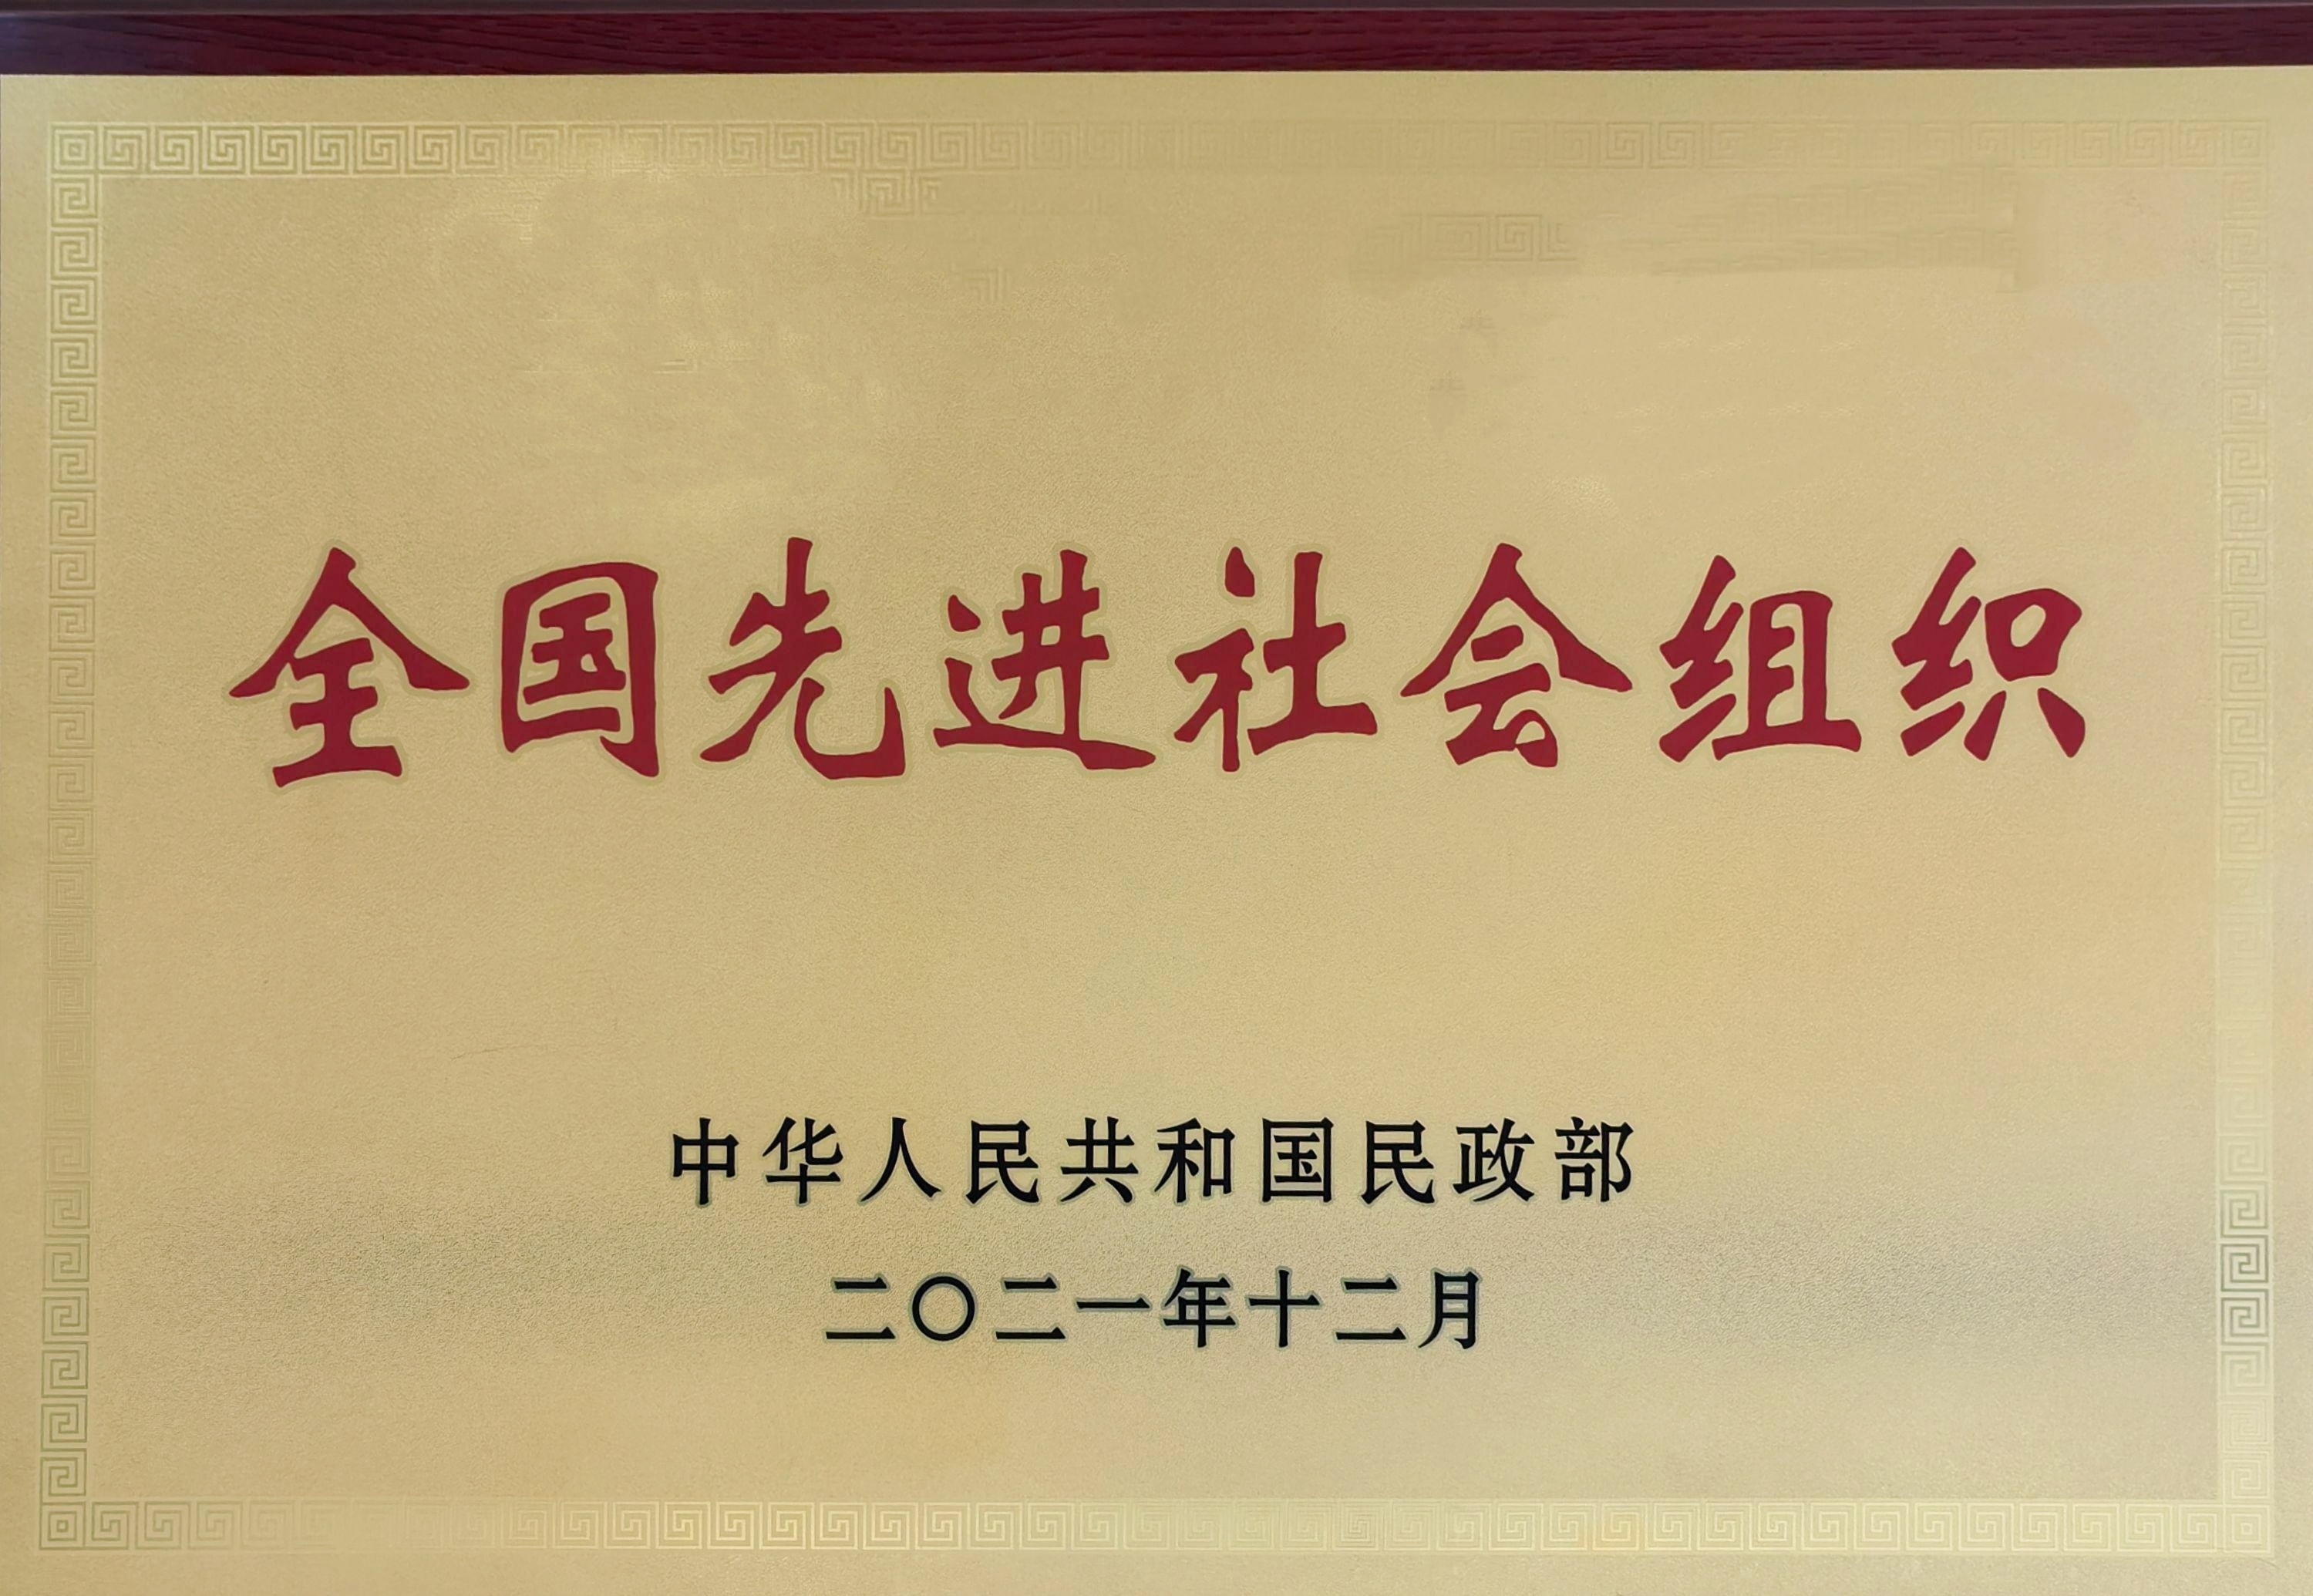 全国先进社会组织
中华人民共和国民政部
二〇二一年十二月